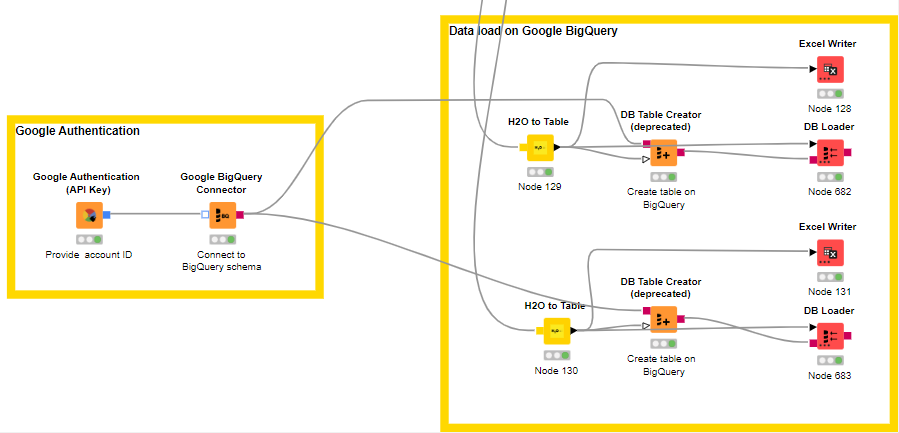 Google Authentication
Google Authentication
(API Key)
Provide account ID
Google BigQuery
Connector
BQ
Connect to
BigQuery schema
Data load on Google BigQuery
Excel Writer
Node 128
H2O to Table
H2O
Node 129
DB Table Creator
(deprecated)
Create table on
BigQuery
DB Loader
Node 682
Excel Writer
Node 131
H2O to Table
H2O
Node 130
DB Table Creator
(deprecated)
Create table on
BigQuery
DB Loader
Node 683